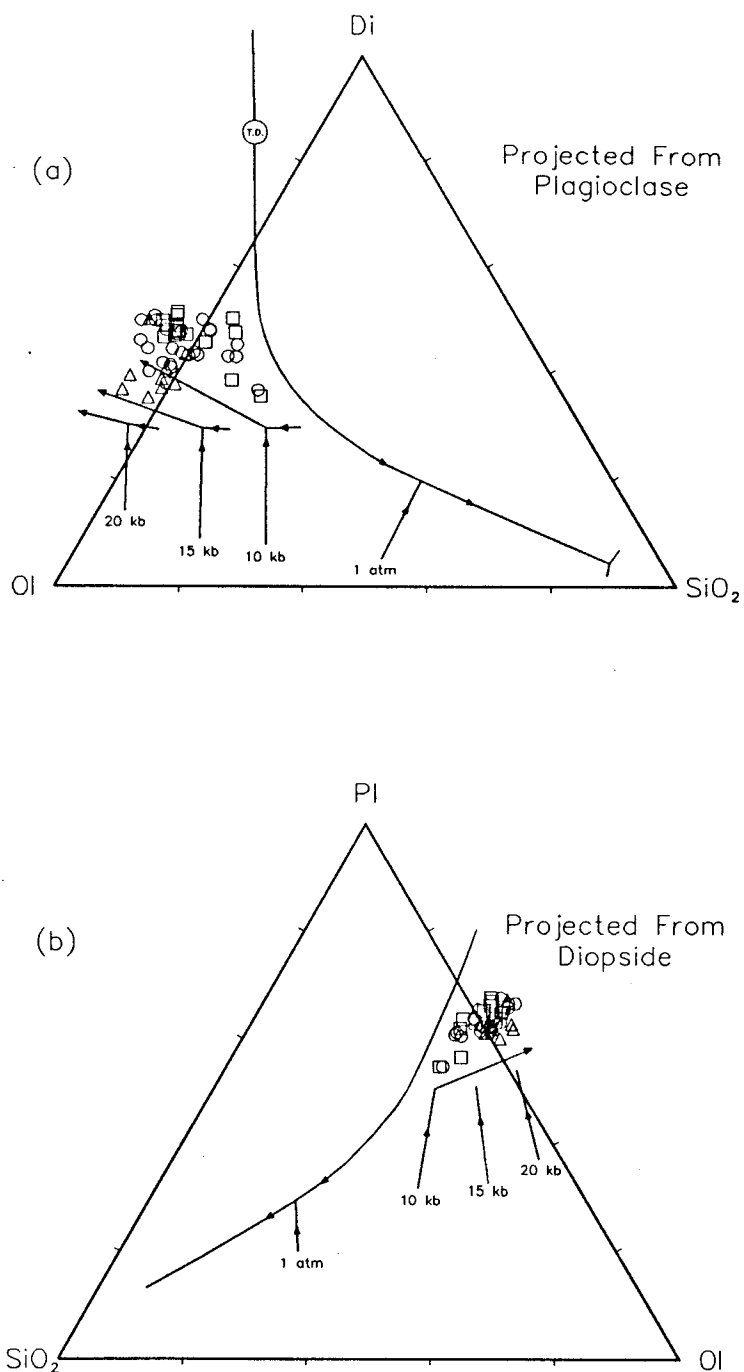 Di
T.D.
(a)
Projected From
Plagioclase
20 kb
15 kb
10 kb
1 atm
Ol
SiO₂
Pl
(b)
Projected From
Diopside
10 kb
15 kb
20 kb
1 atm
SiO₂
Ol